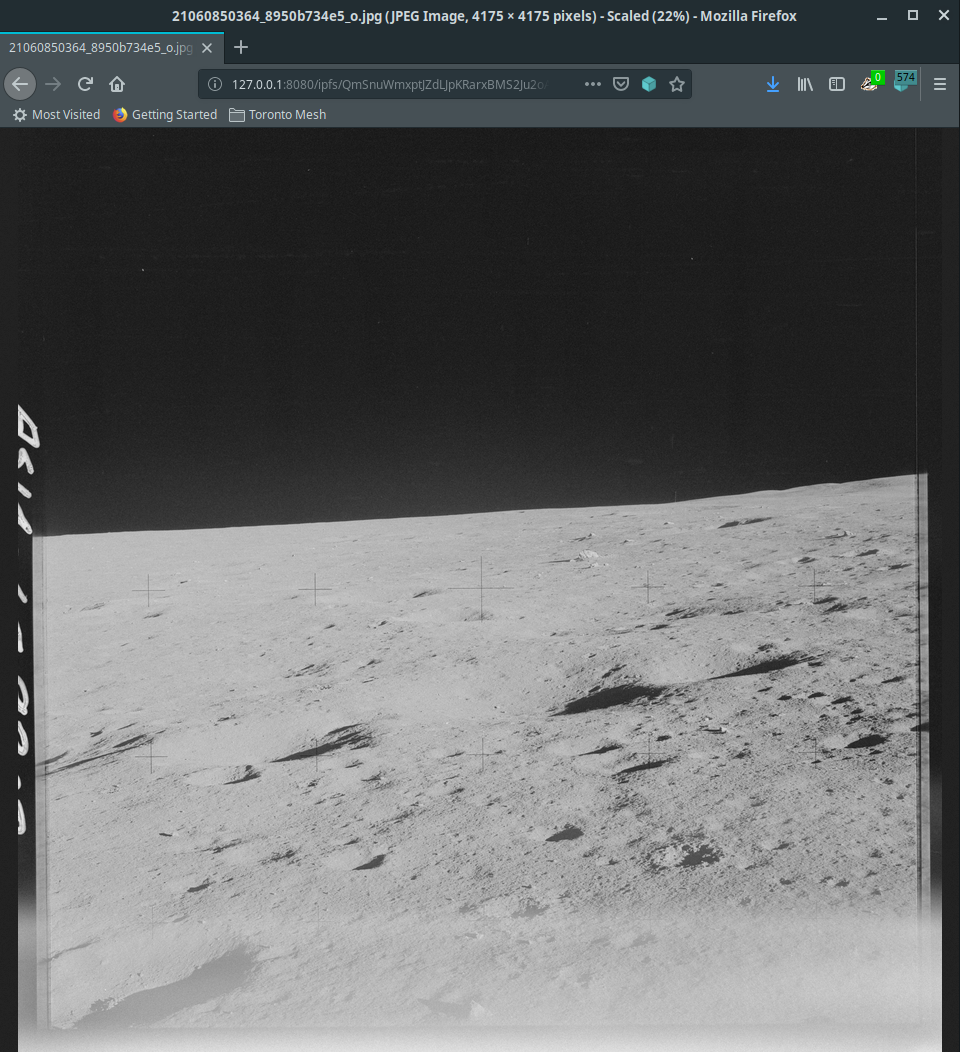 21060850364_8950b734e5_o.jpg (JPEG Image, 4175 × 4175 pixels) - Scaled (22%) - Mozilla Firefox
21060850364_8950b734e5_o.jpg
127.0.0.1:8080/ipfs/QmSnuWmxptJZdLJpKRarxBMS2Ju2o
0
574
Most Visited
Getting Started
Toronto Mesh